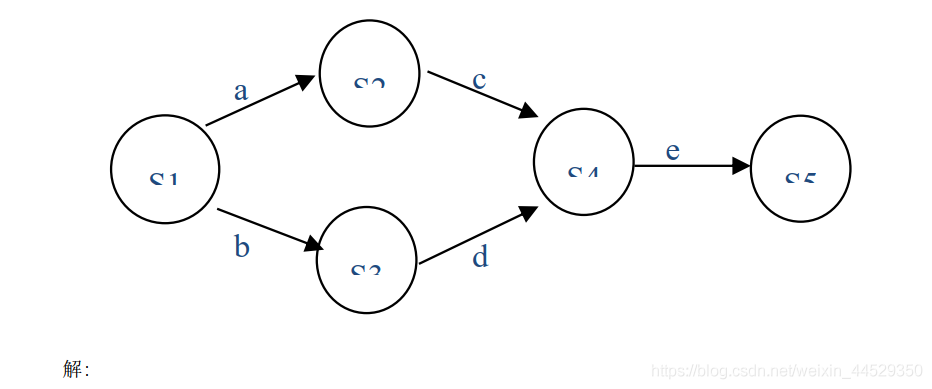 S2
a
c
S1
S4
e
S5
b
S3
d
解:
https://blog.csdn.net/weixin_44529350